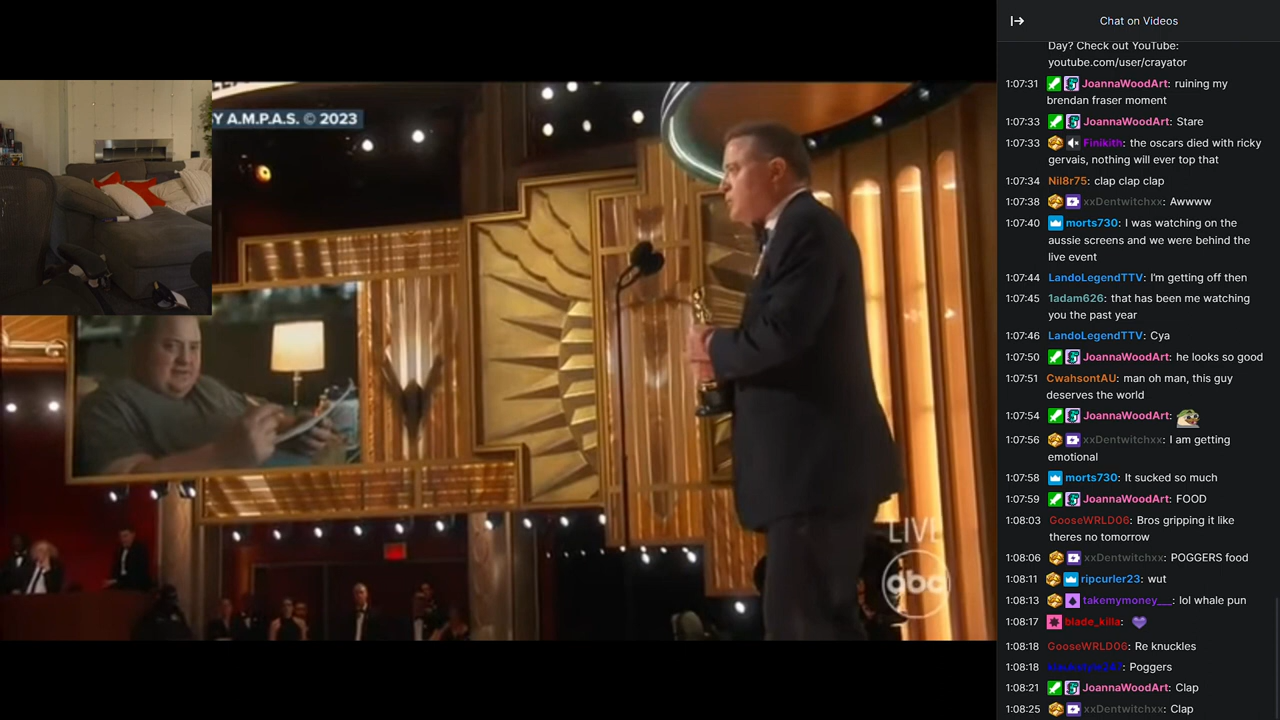 Chat on Videos
Day? Check out YouTube:
youtube.com/user/crayator
1:07:31 JoannaWoodArt: ruining my
brendan fraser moment
1:07:33 JoannaWoodArt: Stare
1:07:33 Finikith: the oscars died with ricky
gervais, nothing will ever top that
1:07:34 Nil8r75: clap clap clap
1:07:38 xxDentwitchxx: Awwww
1:07:40 morts730: I was watching on the
aussie screens and we were behind the
live event
1:07:44 LandoLegendTTV: I'm getting off then
1:07:45 1adam626: that has been me watching
you the past year
1:07:46 LandoLegendTTV: Cya
1:07:50 JoannaWoodArt: he looks so good
1:07:51 CwahsontAU: man oh man, this guy
deserves the world
1:07:54 JoannaWoodArt:
1:07:56 xxDentwitchxx: I am getting
emotional
1:07:58 morts730: It sucked so much
1:07:59 JoannaWoodArt: FOOD
1:08:03 GooseWRLD06: Bros gripping it like
theres no tomorrow
1:08:06 xxDentwitchxx: POGGERS food
1:08:11 ripcurler23: wut
1:08:13 takemymoney___: lol whale pun
1:08:17 blade_killa:
1:08:18 GooseWRLD06: Re knuckles
1:08:18 Poggers
1:08:21 JoannaWoodArt: Clap
1:08:25 xxDentwitchxx: Clap
Y A.M.P.A.S. © 2023
LIVE
abc